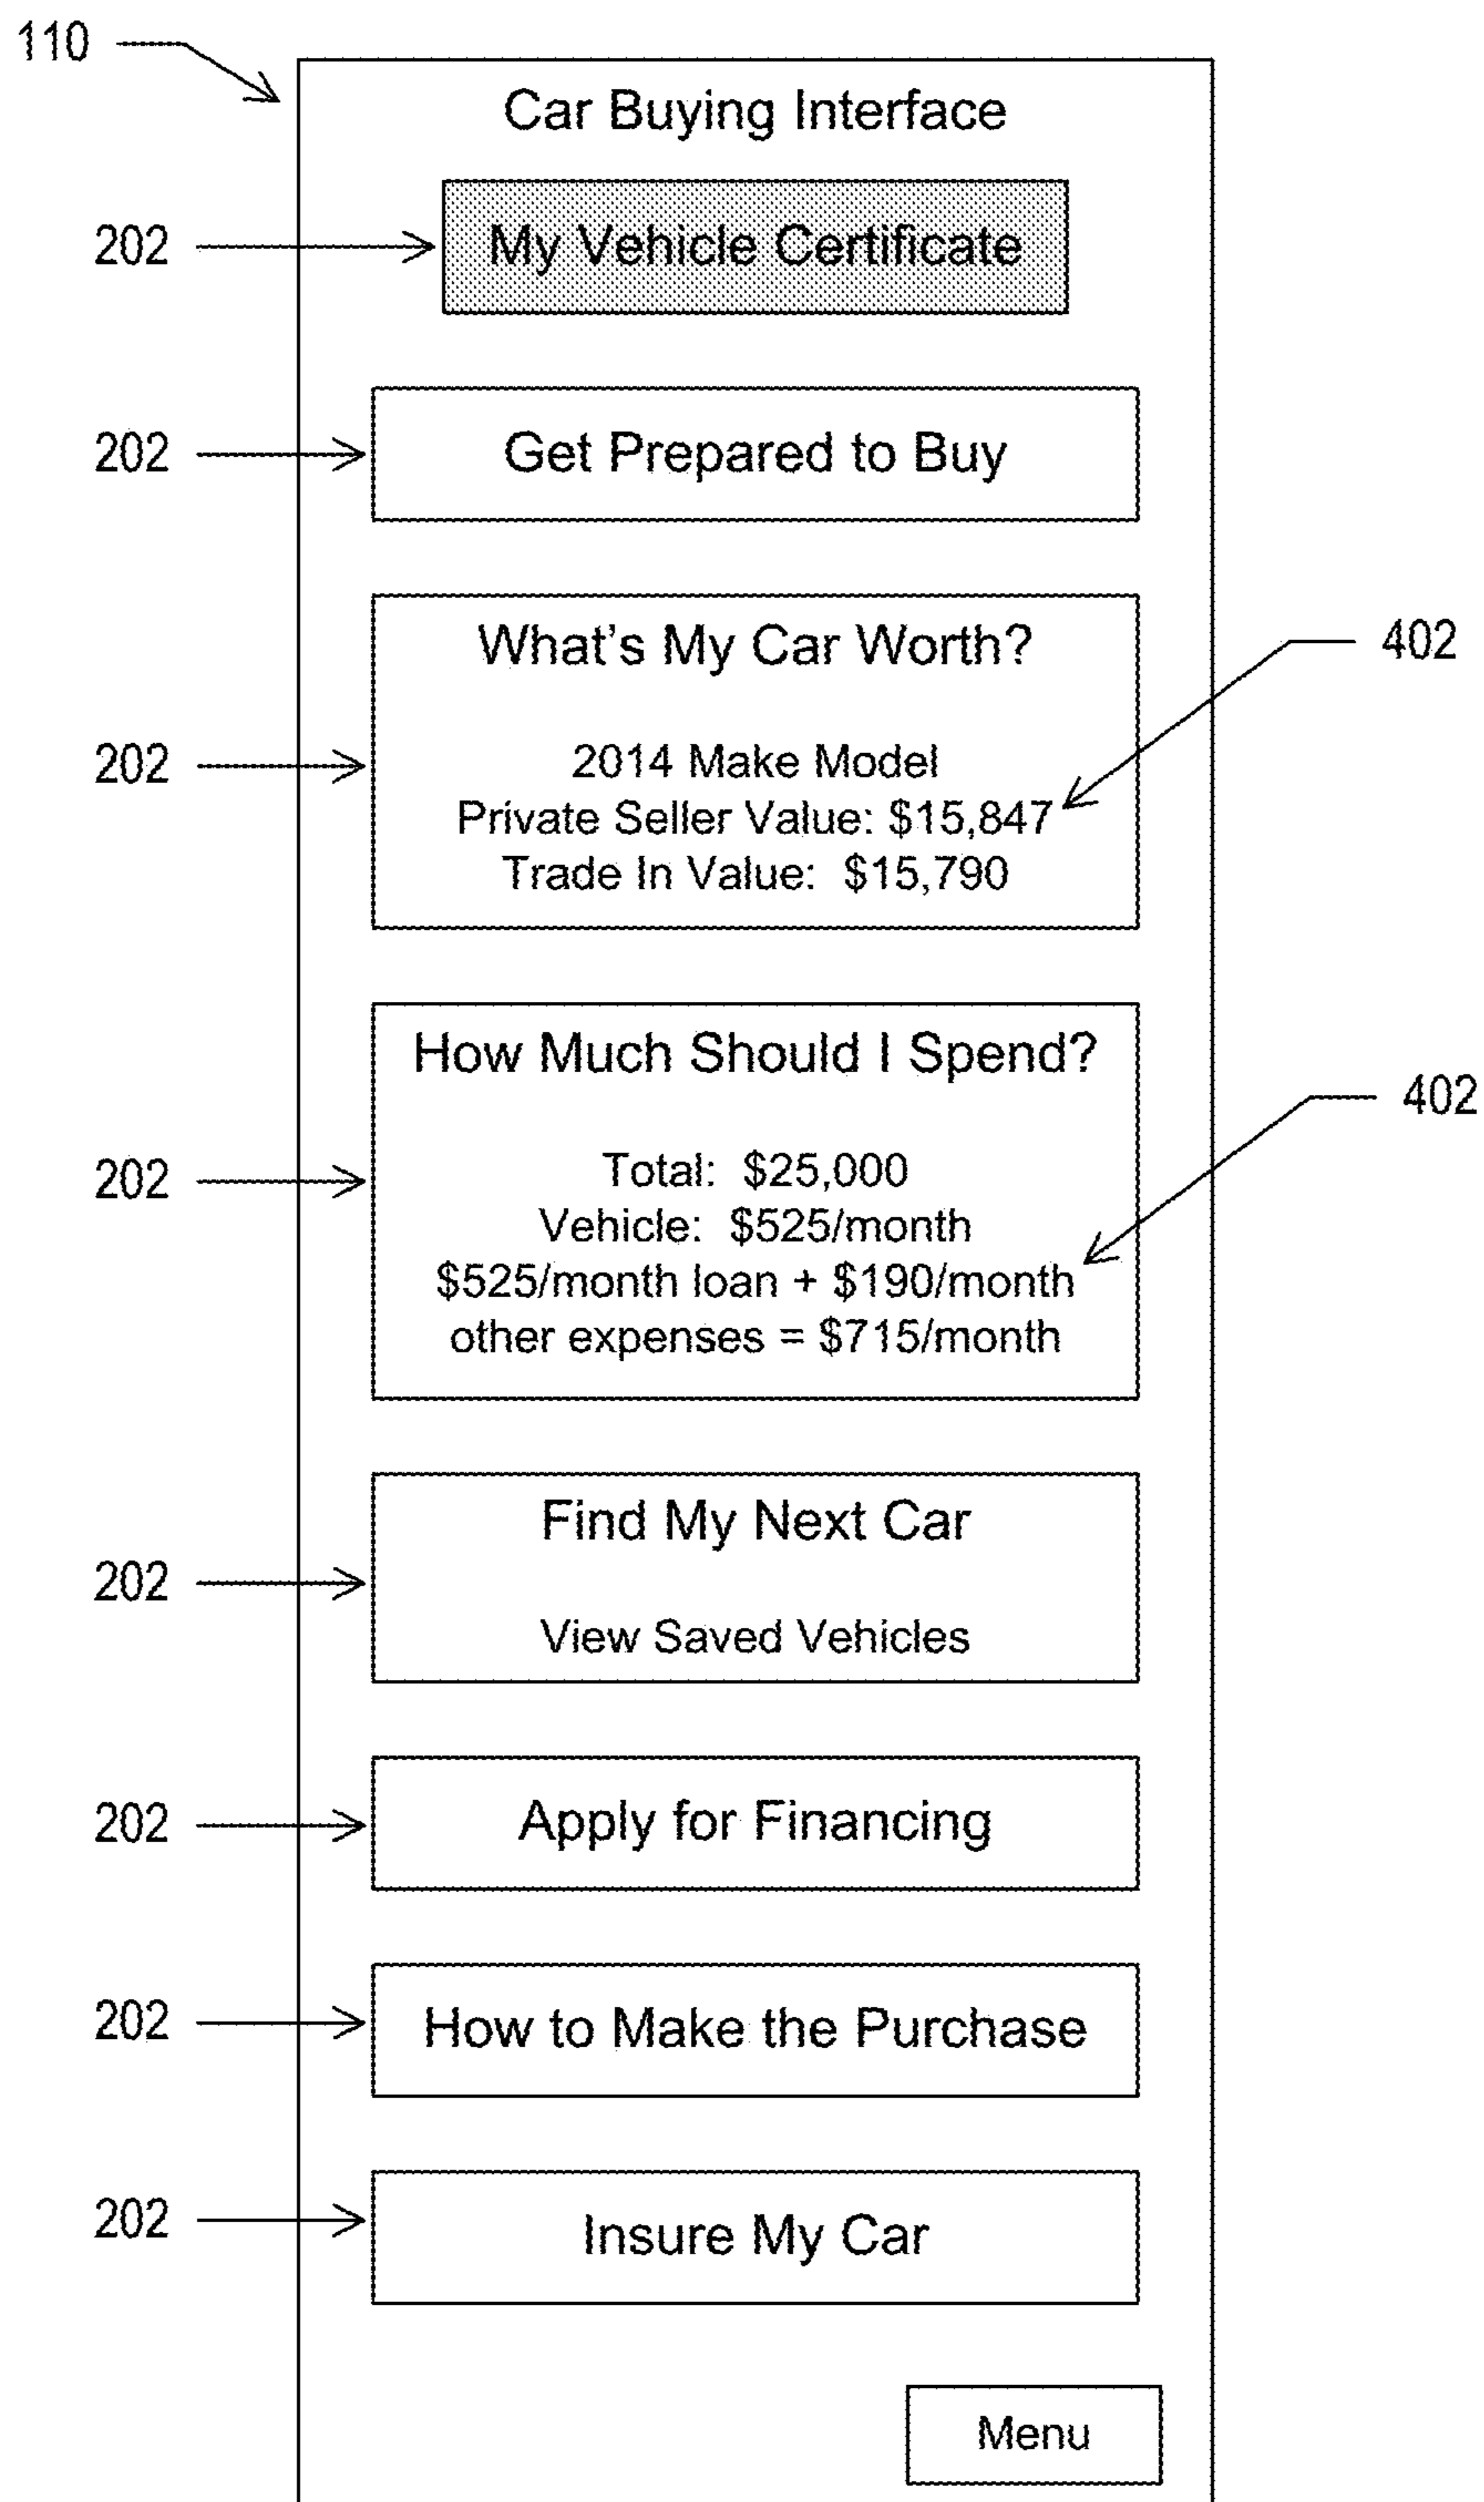 110
Car Buying Interface
202
My Vehicle Certificate
202
Get Prepared to Buy
What's My Car Worth?
402
202
2014 Make Model
Private Seller Value: $15,847
Trade In Value: $15,790
How Much Should I Spend?
402
202
Total: $25,000
Vehicle: $525/month
$525/month loan + $190/month
other expenses = $715/month
Find My Next Car
202
View Saved Vehicles
202
Apply for Financing
202
How to Make the Purchase
202
Insure My Car
Menu